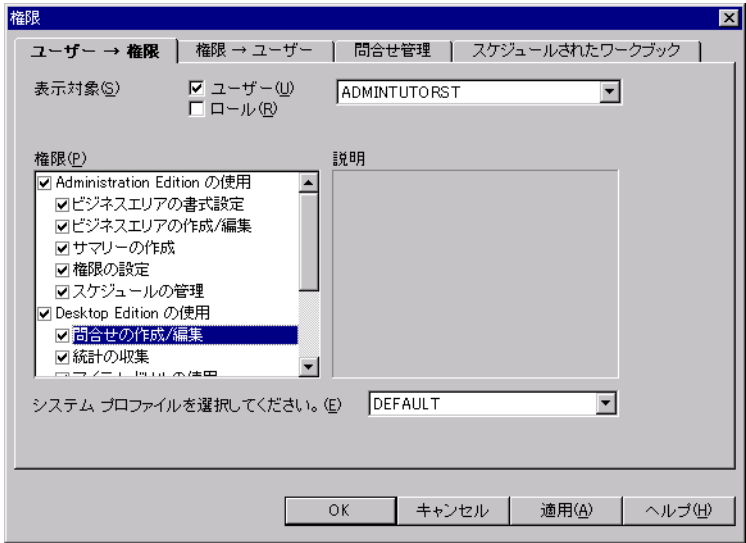 権限
ユーザー → 権限 権限 → ユーザー 問合せ管理 スケジュールされたワークブック
表示対象(S) ユーザー(U) ADMINTUTORST
ロール(R)
権限(P) 説明
Administration Edition の使用
ビジネスエリアの書式設定
ビジネスエリアの作成/編集
サマリーの作成
権限の設定
スケジュールの管理
Desktop Edition の使用
問合せの作成/編集
統計の収集
システム プロファイルを選択してください。(E) DEFAULT
OK キャンセル 適用(A) ヘルプ(H)